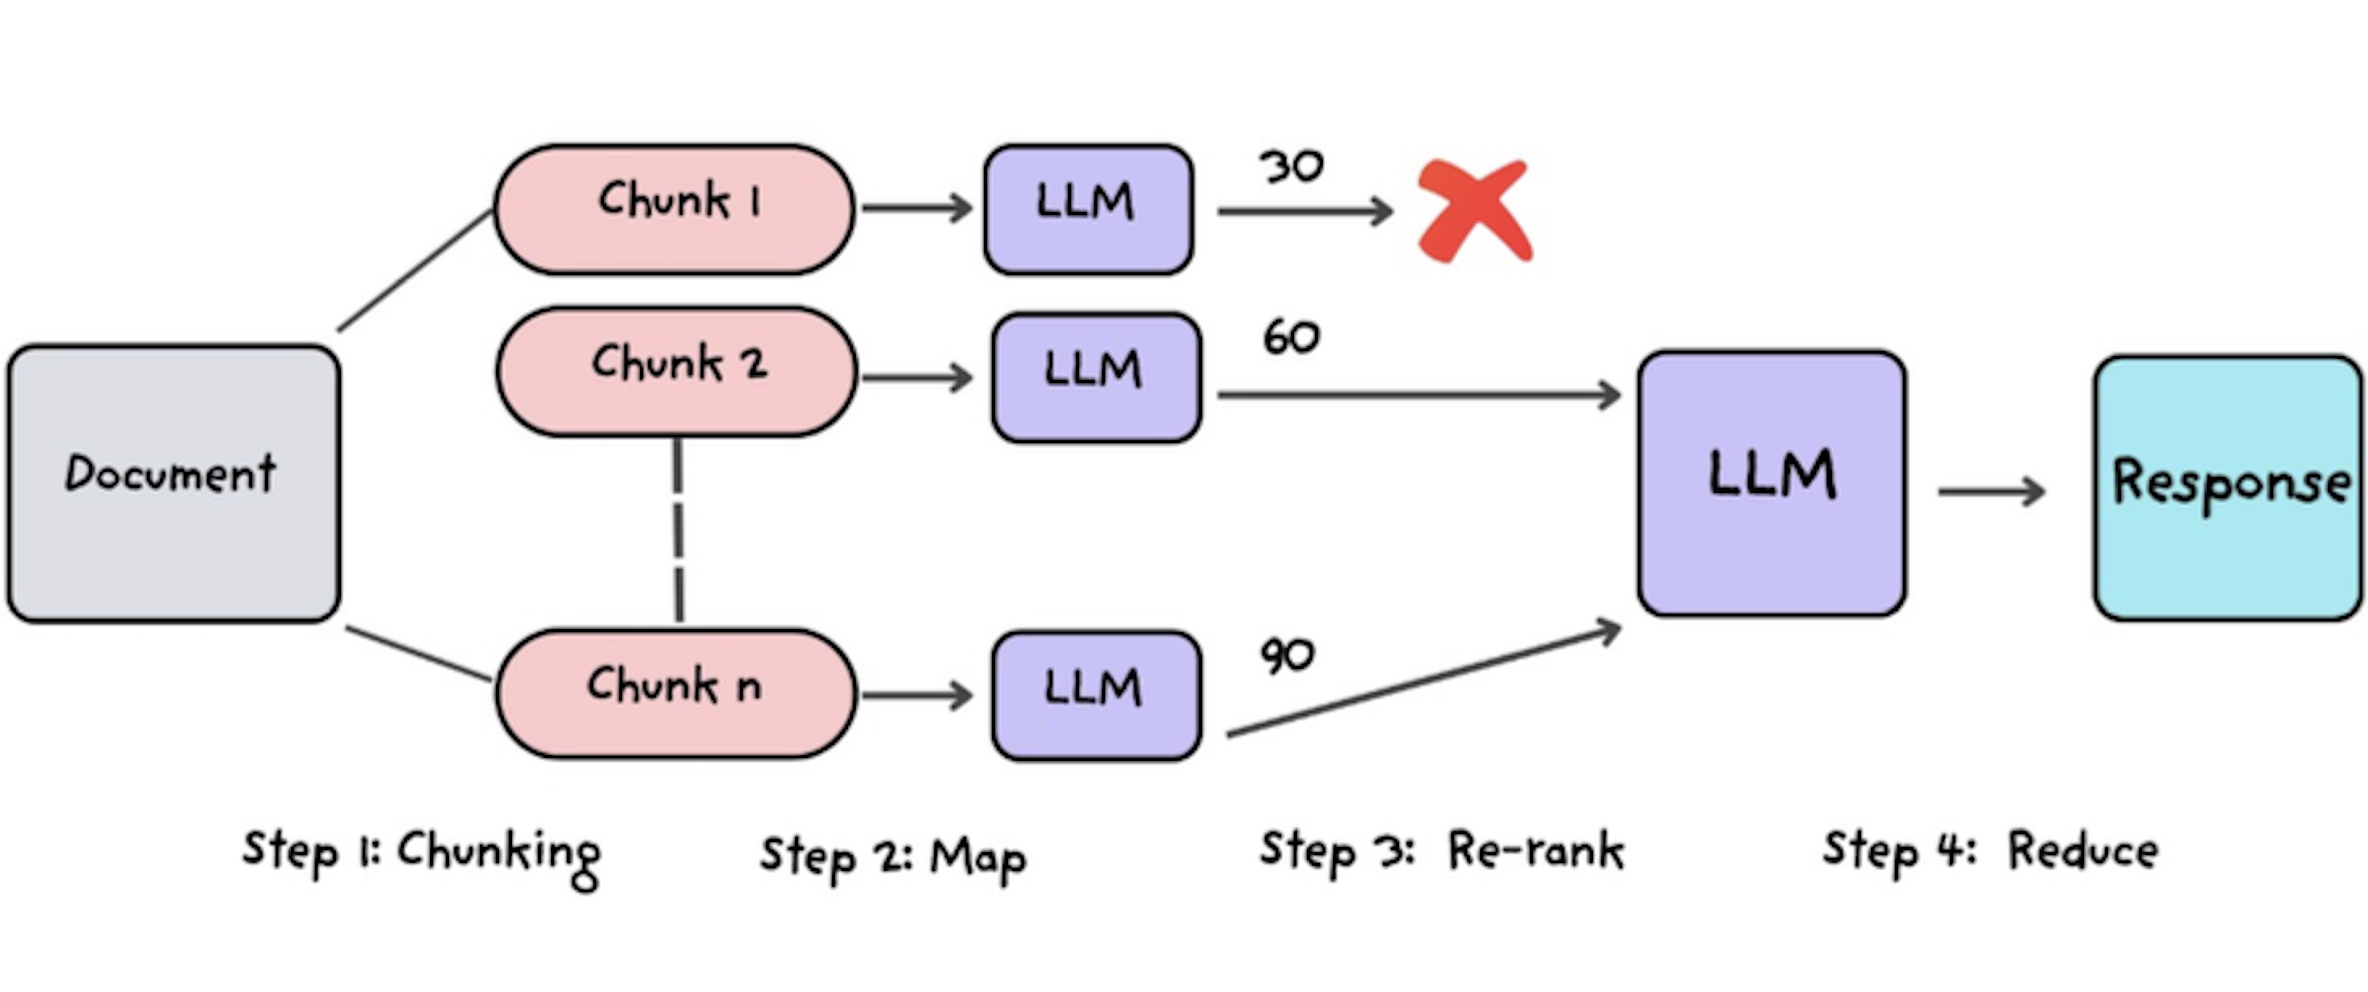 Document
Chunk 1
LLM
30
Chunk 2
LLM
60
Chunk n
LLM
90
LLM
Response
Step 1: Chunking
Step 2: Map
Step 3: Re-rank
Step 4: Reduce